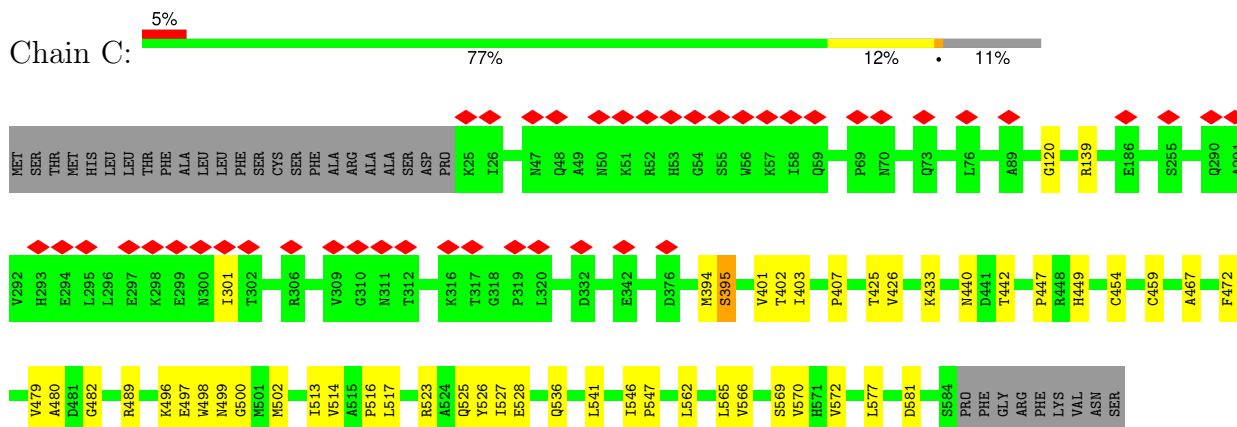 5%
Chain C:
77% 12% • 11%
MET SER THR MET HIS LEU LEU THR PHE ALA LEU LEU PHE SER CYS SER PHE ALA ARG ALA ALA SER ASP PRO K25 I26 N47 Q48 A49 N50 K51 R52 H53 G54 S55 W56 K57 I58 Q59 P69 N70 Q73 L76 A89 G120 R139 E186 S255 Q290 A291
V292 H293 E294 L295 L296 E297 K298 E299 N300 I301 T302 R306 V309 G310 N311 T312 K316 T317 G318 P319 L320 D332 E342 D376 M394 S395 V401 T402 I403 P407 T425 V426 K433 N440 D441 T442 P447 R448 H449 C454 C459 A467 F472
V479 A480 D481 G482 R489 K496 E497 W498 N499 G500 M501 M502 I513 V514 A515 P516 L517 R523 A524 Q525 Y526 I527 E528 Q536 L541 I546 P547 L562 L565 V566 S569 V570 H571 V572 L577 D581 S584 PRO PHE GLY ARG PHE LYS VAL ASN SER